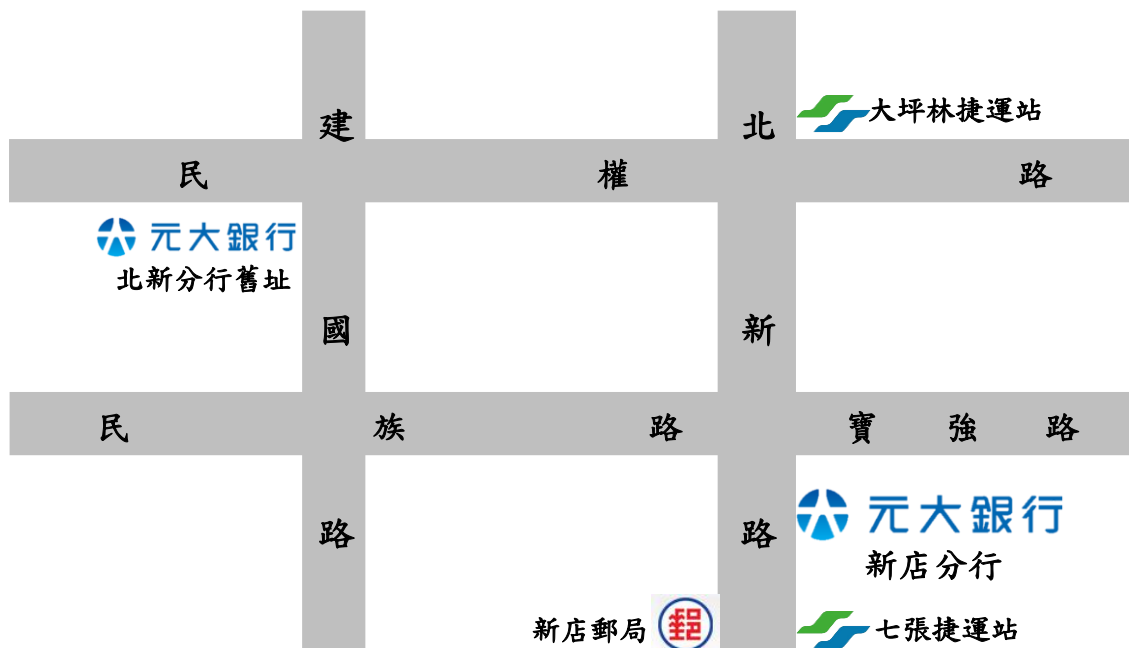 大坪林捷運站
民權路
元大銀行
北新分行舊址
建國路
北新路
民族路
寶強路
元大銀行
新店分行
新店郵局 郵
七張捷運站